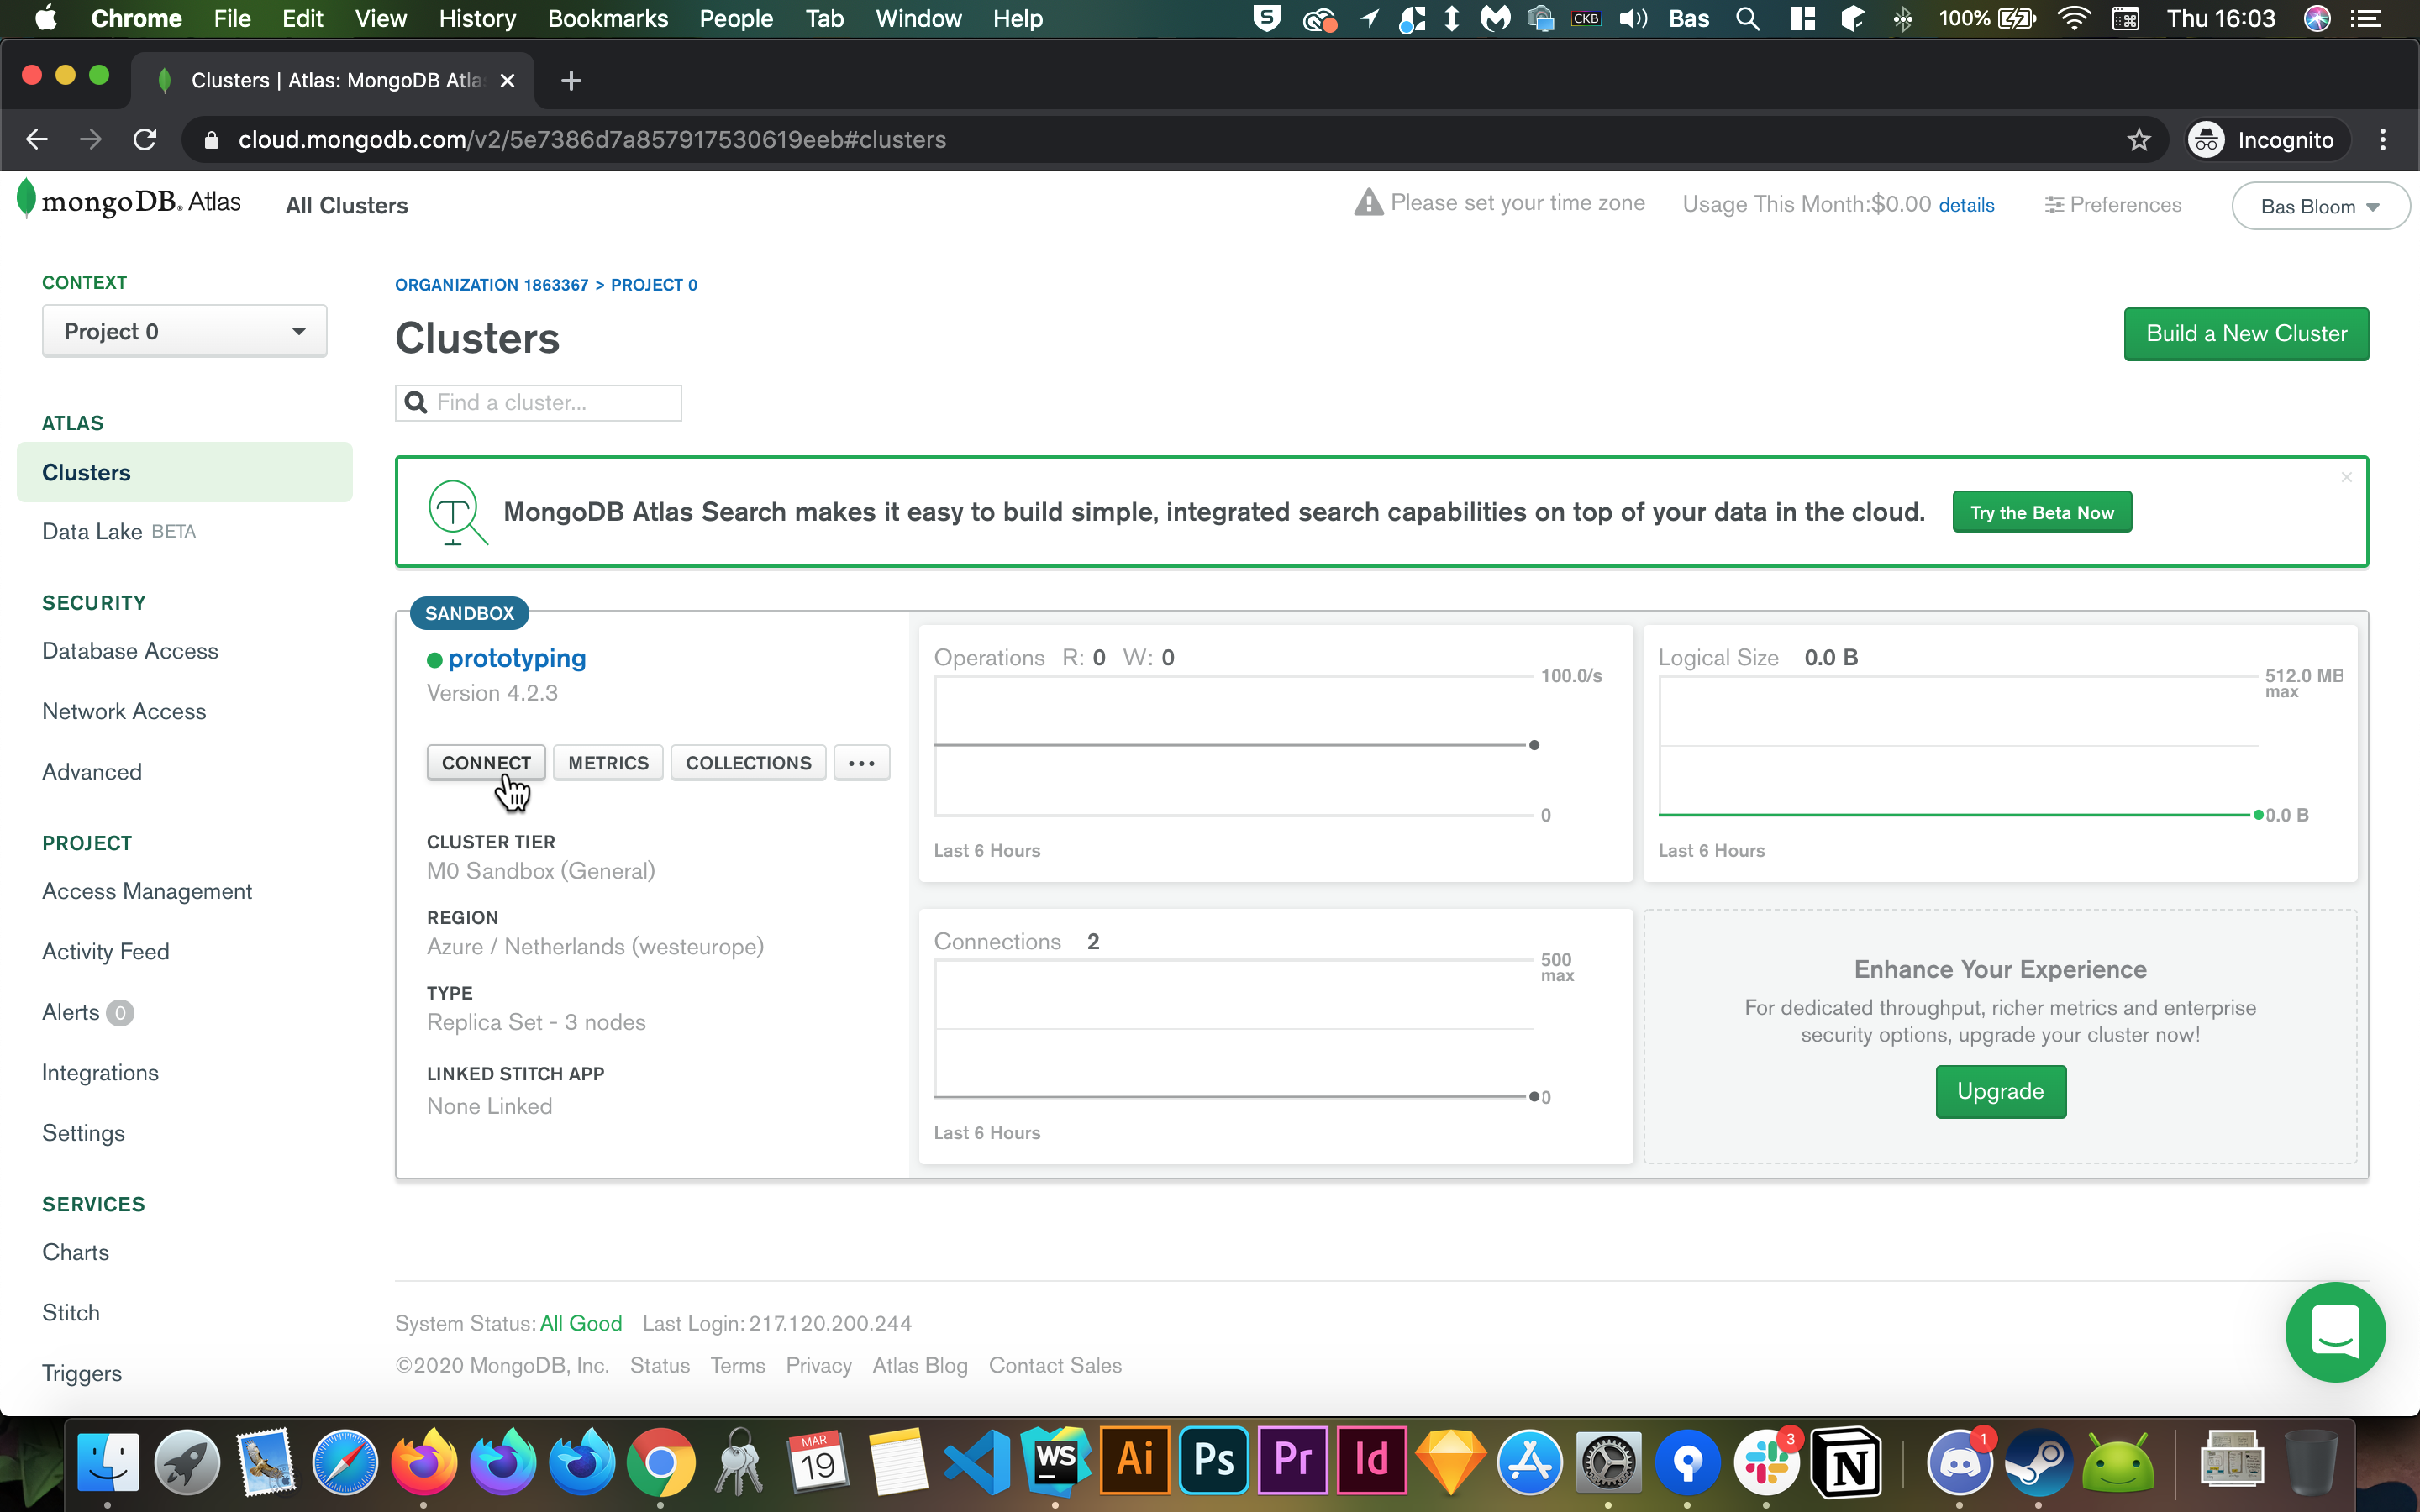 Chrome File Edit View History Bookmarks People Tab Window Help CKB Bas 100% Thu 16:03
Clusters | Atlas: MongoDB Atla
cloud.mongodb.com/v2/5e7386d7a857917530619eeb#clusters Incognito
mongoDB. Atlas All Clusters Please set your time zone Usage This Month:$0.00 details Preferences Bas Bloom
CONTEXT
Project 0
ATLAS
Clusters
Data Lake BETA
SECURITY
Database Access
Network Access
Advanced
PROJECT
Access Management
Activity Feed
Alerts 0
Integrations
Settings
SERVICES
Charts
Stitch
Triggers
ORGANIZATION 1863367 > PROJECT 0
Clusters
Build a New Cluster
Find a cluster...
MongoDB Atlas Search makes it easy to build simple, integrated search capabilities on top of your data in the cloud. Try the Beta Now
SANDBOX
prototyping
Version 4.2.3
CONNECT METRICS COLLECTIONS
CLUSTER TIER
M0 Sandbox (General)
REGION
Azure / Netherlands (westeurope)
TYPE
Replica Set - 3 nodes
LINKED STITCH APP
None Linked
Operations R: 0 W: 0
100.0/s
0
Last 6 Hours
Logical Size 0.0 B
512.0 MB
max
0.0 B
Last 6 Hours
Connections 2
500
max
0
Last 6 Hours
Enhance Your Experience
For dedicated throughput, richer metrics and enterprise
security options, upgrade your cluster now!
Upgrade
System Status: All Good Last Login: 217.120.200.244
©2020 MongoDB, Inc. Status Terms Privacy Atlas Blog Contact Sales
MAR
19
WS
Ai
Ps
Pr
Id
3
N
1